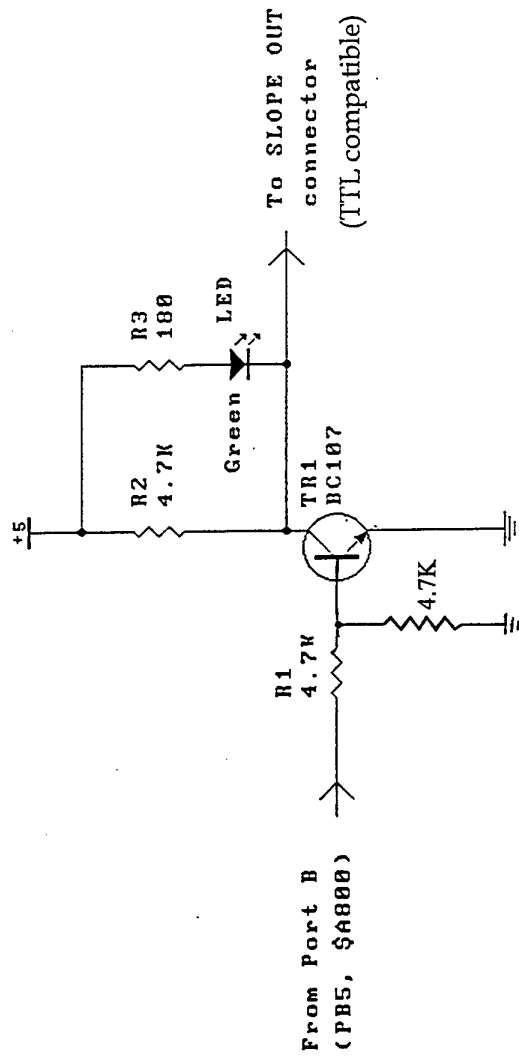 +5
R2
4.7K
R3
180
Green
LED
To SLOPE OUT
connector
(TTL compatible)
TR1
BC107
R1
4.7K
4.7K
From Port B
(PB5, $A800)